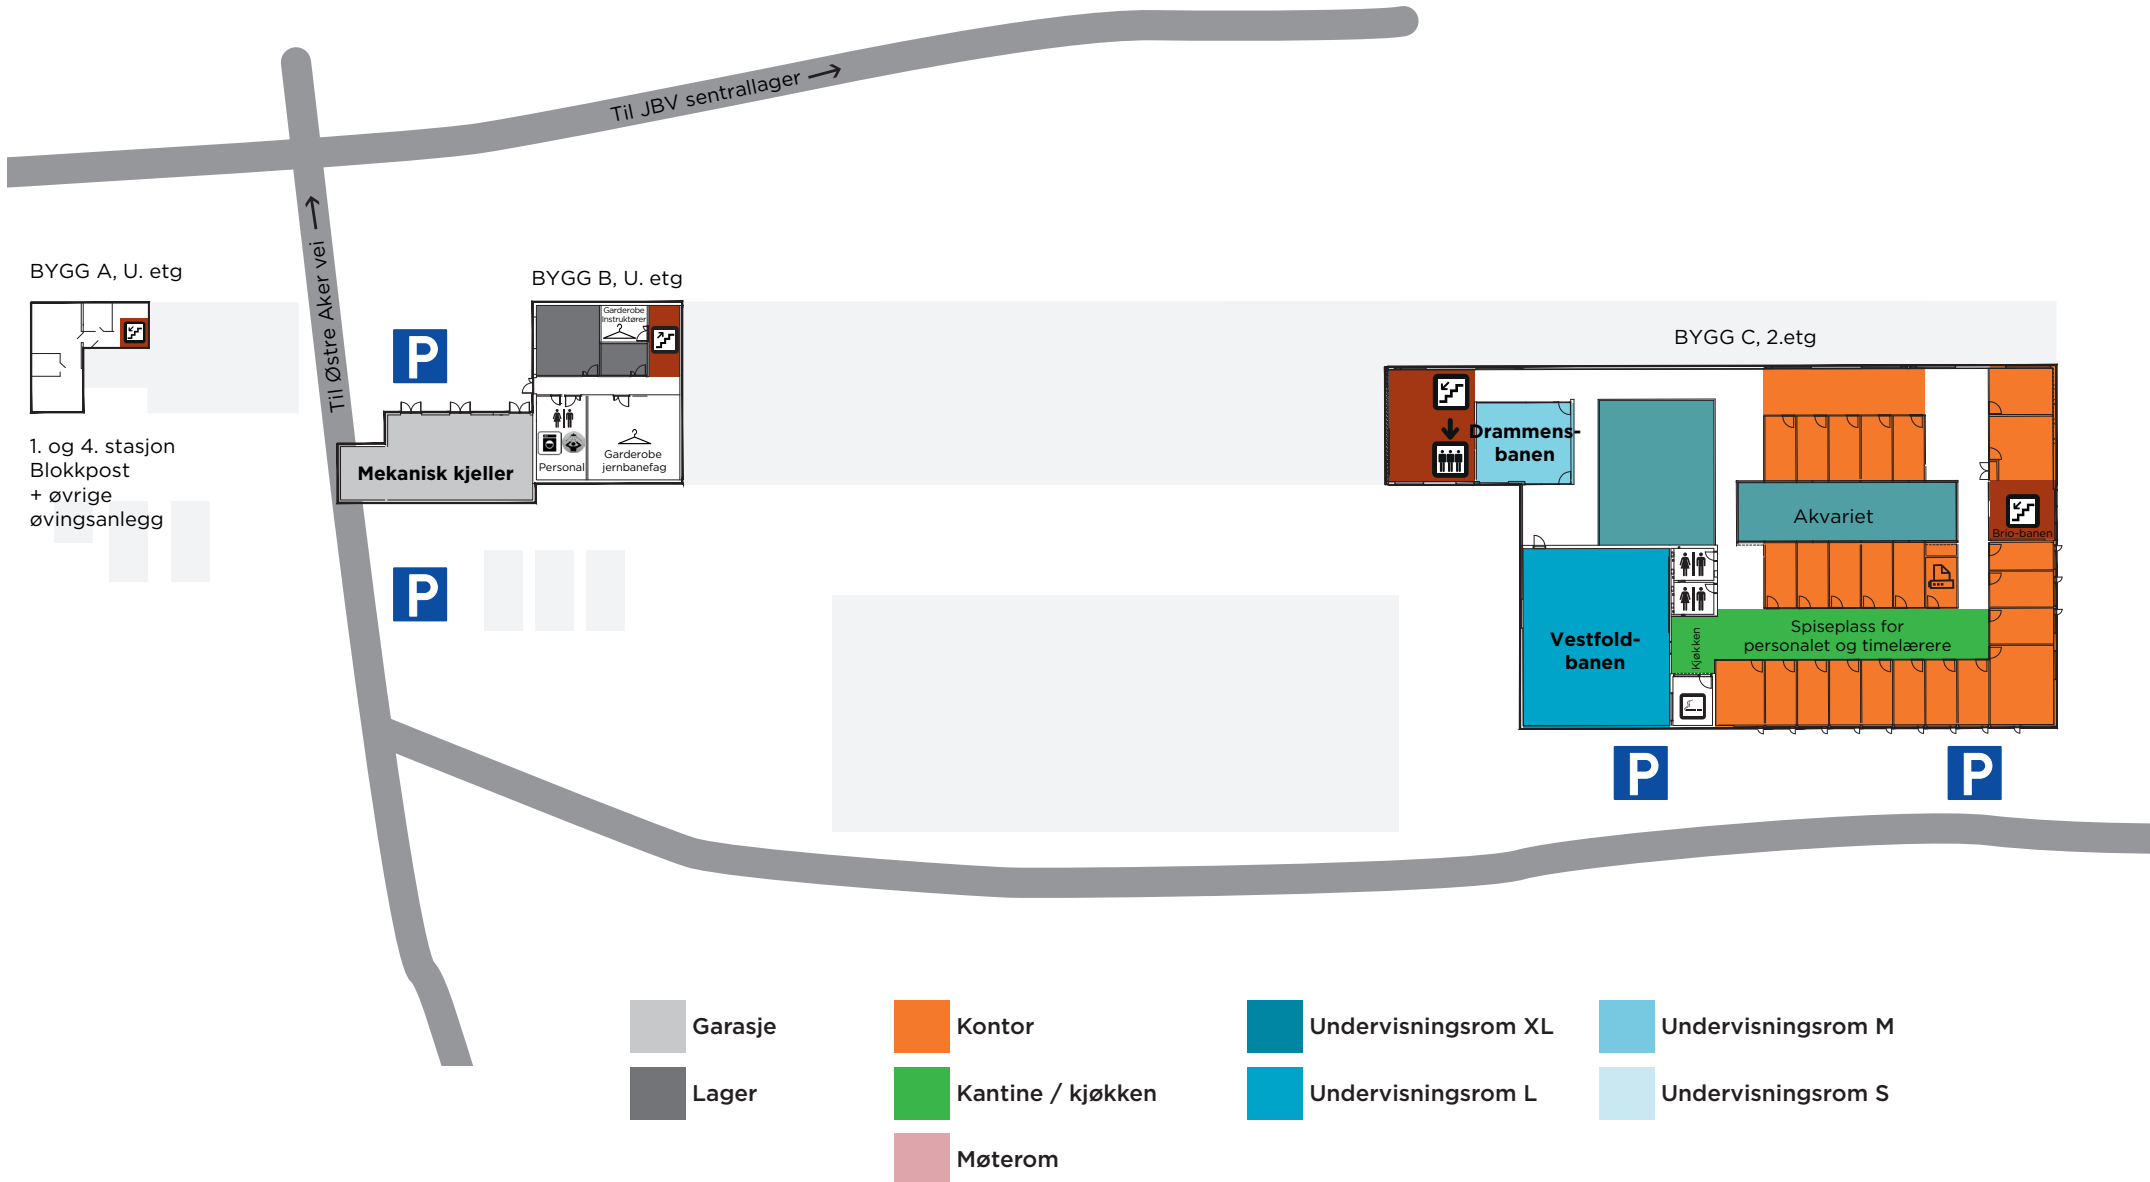 Til JBV sentrallager
Til Østre Aker vei
BYGG A, U. etg
1. og 4. stasjon
Blokkpost
+ øvrige
øvingsanlegg
P
P
BYGG B, U. etg
Garderobe
Instruktører
Mekanisk kjeller
Personal
Garderobe
jernbanefag
BYGG C, 2.etg
Drammens-
banen
Akvariet
Brio-banen
Vestfold-
banen
Kjøkken
Spiseplass for
personalet og timelærere
P
P
Garasje
Kontor
Undervisningsrom XL
Undervisningsrom M
Lager
Kantine / kjøkken
Undervisningsrom L
Undervisningsrom S
Møterom